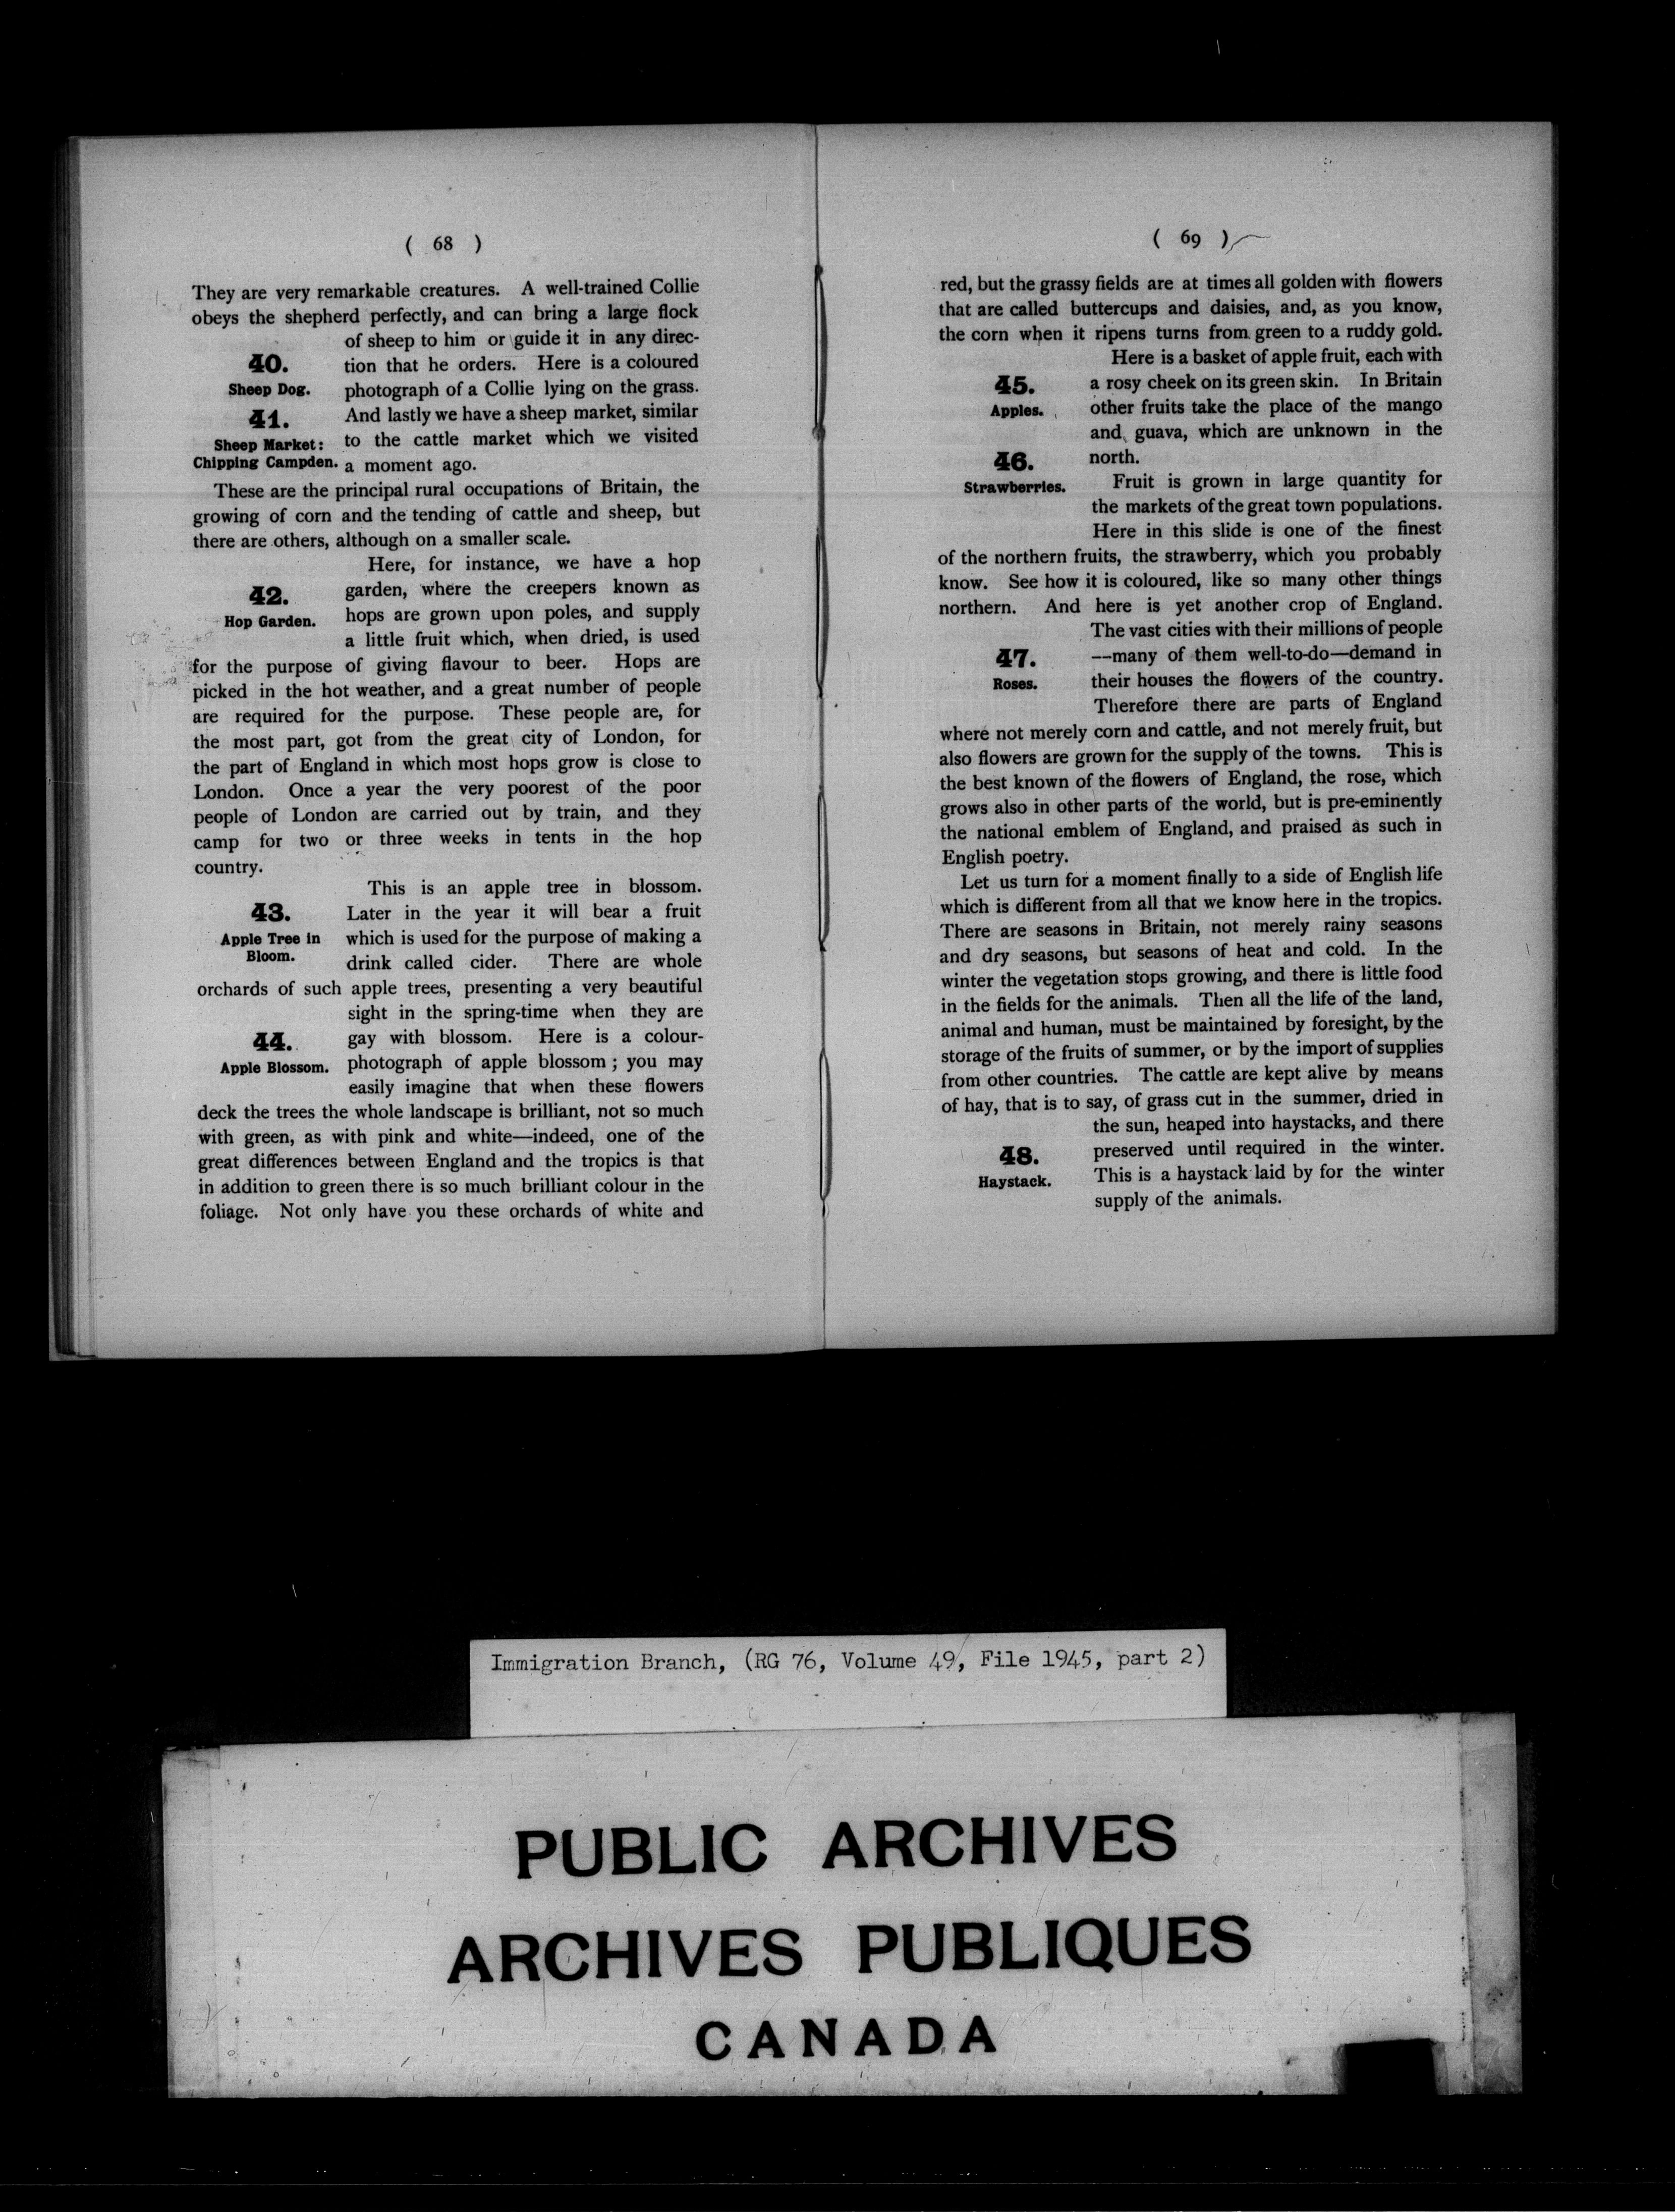 ( 68 )
They are very remarkable creatures. A well-trained Collie
obeys the shepherd perfectly, and can bring a large flock
of sheep to him or guide it in any direc-
40.
Sheep Dog.
tion that he orders. Here is a coloured
photograph of a Collie lying on the grass.
41.
Sheep Market:
Chipping Campden.
And lastly we have a sheep market, similar
to the cattle market which we visited
a moment ago.
These are the principal rural occupations of Britain, the
growing of corn and the tending of cattle and sheep, but
there are others, although on a smaller scale.
Here, for instance, we have a hop
42.
Hop Garden.
garden, where the creepers known as
hops are grown upon poles, and supply
a little fruit which, when dried, is used
for the purpose of giving flavour to beer. Hops are
picked in the hot weather, and a great number of people
are required for the purpose. These people are, for
the most part, got from the great city of London, for
the part of England in which most hops grow is close to
London. Once a year the very poorest of the poor
people of London are carried out by train, and they
camp for two or three weeks in tents in the hop
country.
This is an apple tree in blossom.
43.
Apple Tree in
Bloom.
Later in the year it will bear a fruit
which is used for the purpose of making a
drink called cider. There are whole
orchards of such apple trees, presenting a very beautiful
sight in the spring-time when they are
44.
Apple Blossom.
gay with blossom. Here is a colour-
photograph of apple blossom ; you may
easily imagine that when these flowers
deck the trees the whole landscape is brilliant, not so much
with green, as with pink and white—indeed, one of the
great differences between England and the tropics is that
in addition to green there is so much brilliant colour in the
foliage. Not only have you these orchards of white and
( 69 )
red, but the grassy fields are at times all golden with flowers
that are called buttercups and daisies, and, as you know,
the corn when it ripens turns from green to a ruddy gold.
Here is a basket of apple fruit, each with
45.
Apples.
a rosy cheek on its green skin. In Britain
other fruits take the place of the mango
and guava, which are unknown in the
north.
46.
Strawberries.
Fruit is grown in large quantity for
the markets of the great town populations.
Here in this slide is one of the finest
of the northern fruits, the strawberry, which you probably
know. See how it is coloured, like so many other things
northern. And here is yet another crop of England.
The vast cities with their millions of people
47.
Roses.
—many of them well-to-do—demand in
their houses the flowers of the country.
Therefore there are parts of England
where not merely corn and cattle, and not merely fruit, but
also flowers are grown for the supply of the towns. This is
the best known of the flowers of England, the rose, which
grows also in other parts of the world, but is pre-eminently
the national emblem of England, and praised as such in
English poetry.
Let us turn for a moment finally to a side of English life
which is different from all that we know here in the tropics.
There are seasons in Britain, not merely rainy seasons
and dry seasons, but seasons of heat and cold. In the
winter the vegetation stops growing, and there is little food
in the fields for the animals. Then all the life of the land,
animal and human, must be maintained by foresight, by the
storage of the fruits of summer, or by the import of supplies
from other countries. The cattle are kept alive by means
of hay, that is to say, of grass cut in the summer, dried in
the sun, heaped into haystacks, and there
48.
Haystack.
preserved until required in the winter.
This is a haystack laid by for the winter
supply of the animals.
Immigration Branch, (RG 76, Volume 49, File 1945, part 2)
PUBLIC ARCHIVES
ARCHIVES PUBLIQUES
CANADA